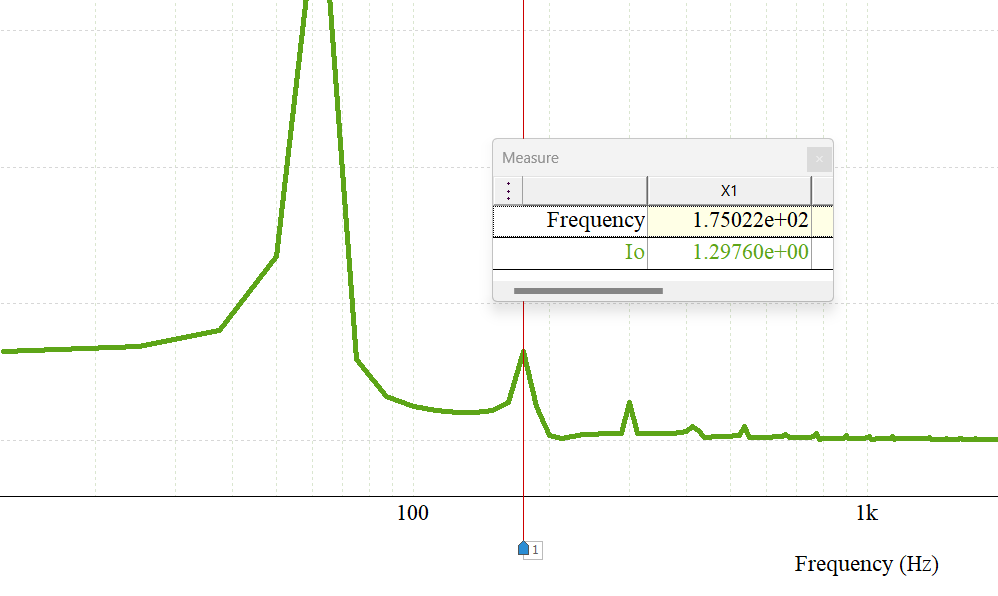 Measure
X1
Frequency 1.75022e+02
Io 1.29760e+00
100 1k
1
Frequency (Hz)